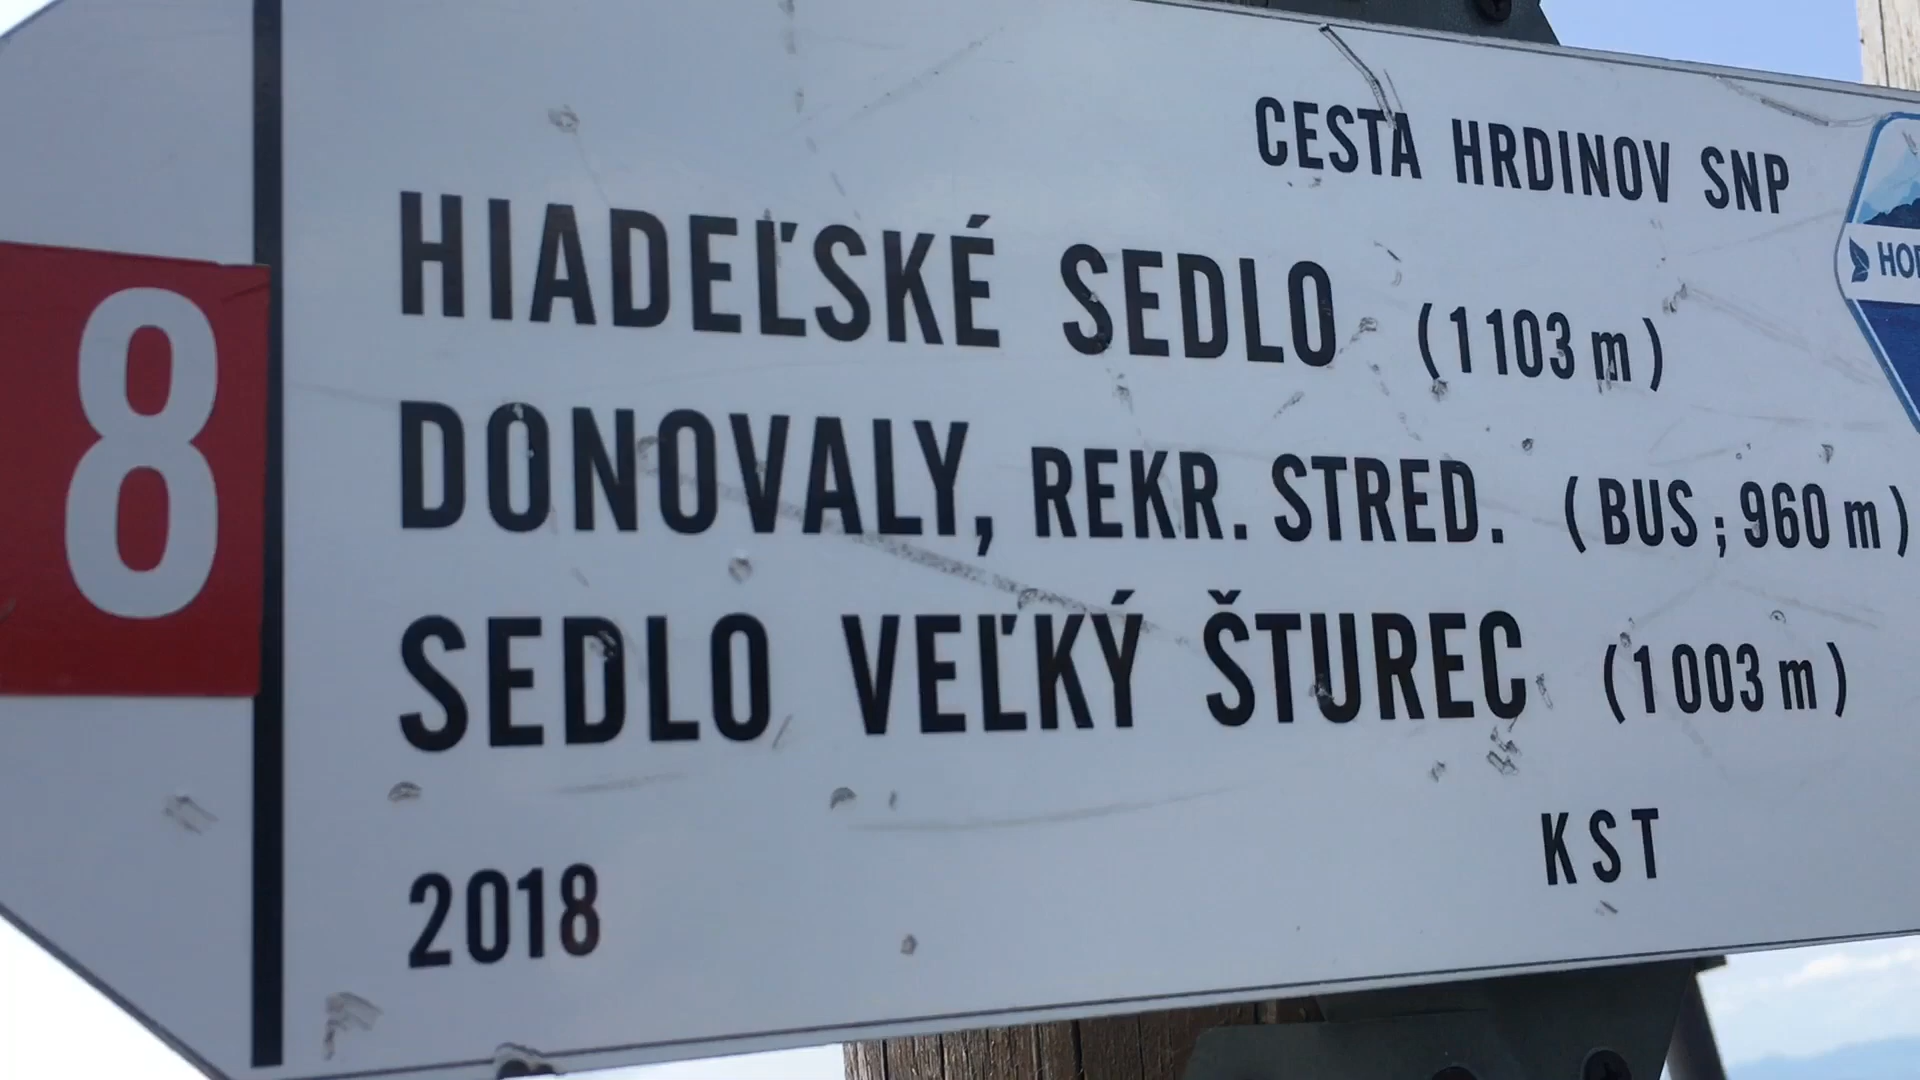 CESTA HRDINOV SNP
HIADEĽSKÉ SEDLO (1103 m)
DONOVALY, REKR. STRED. (BUS ; 960 m)
SEDLO VEĽKÝ ŠTUREC (1003 m)
KST
2018
8